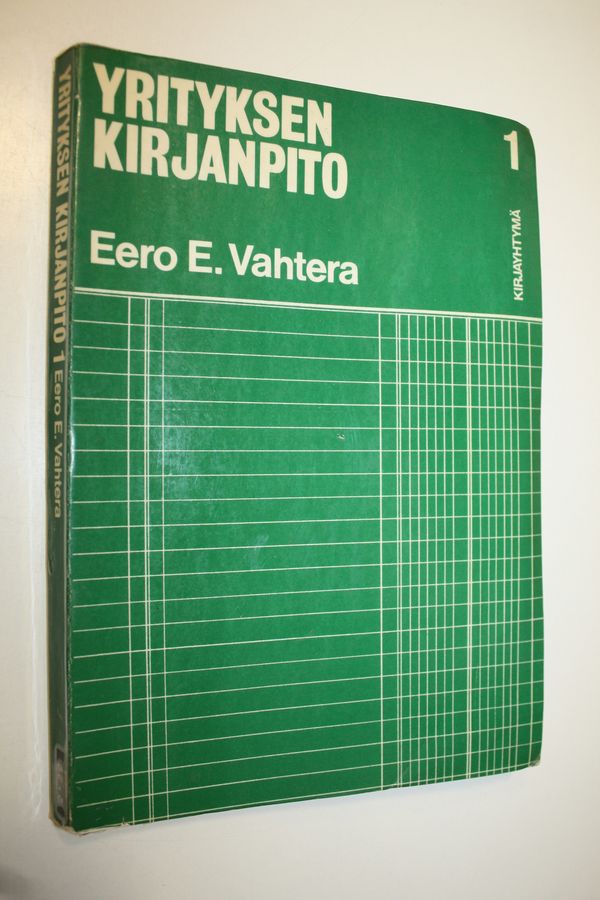 YRITYKSEN
KIRJANPITO
1
Eero E. Vahtera
KIRJAYHTYMÄ
YRITYKSEN KIRJANPITO 1 Eero E. Vahtera